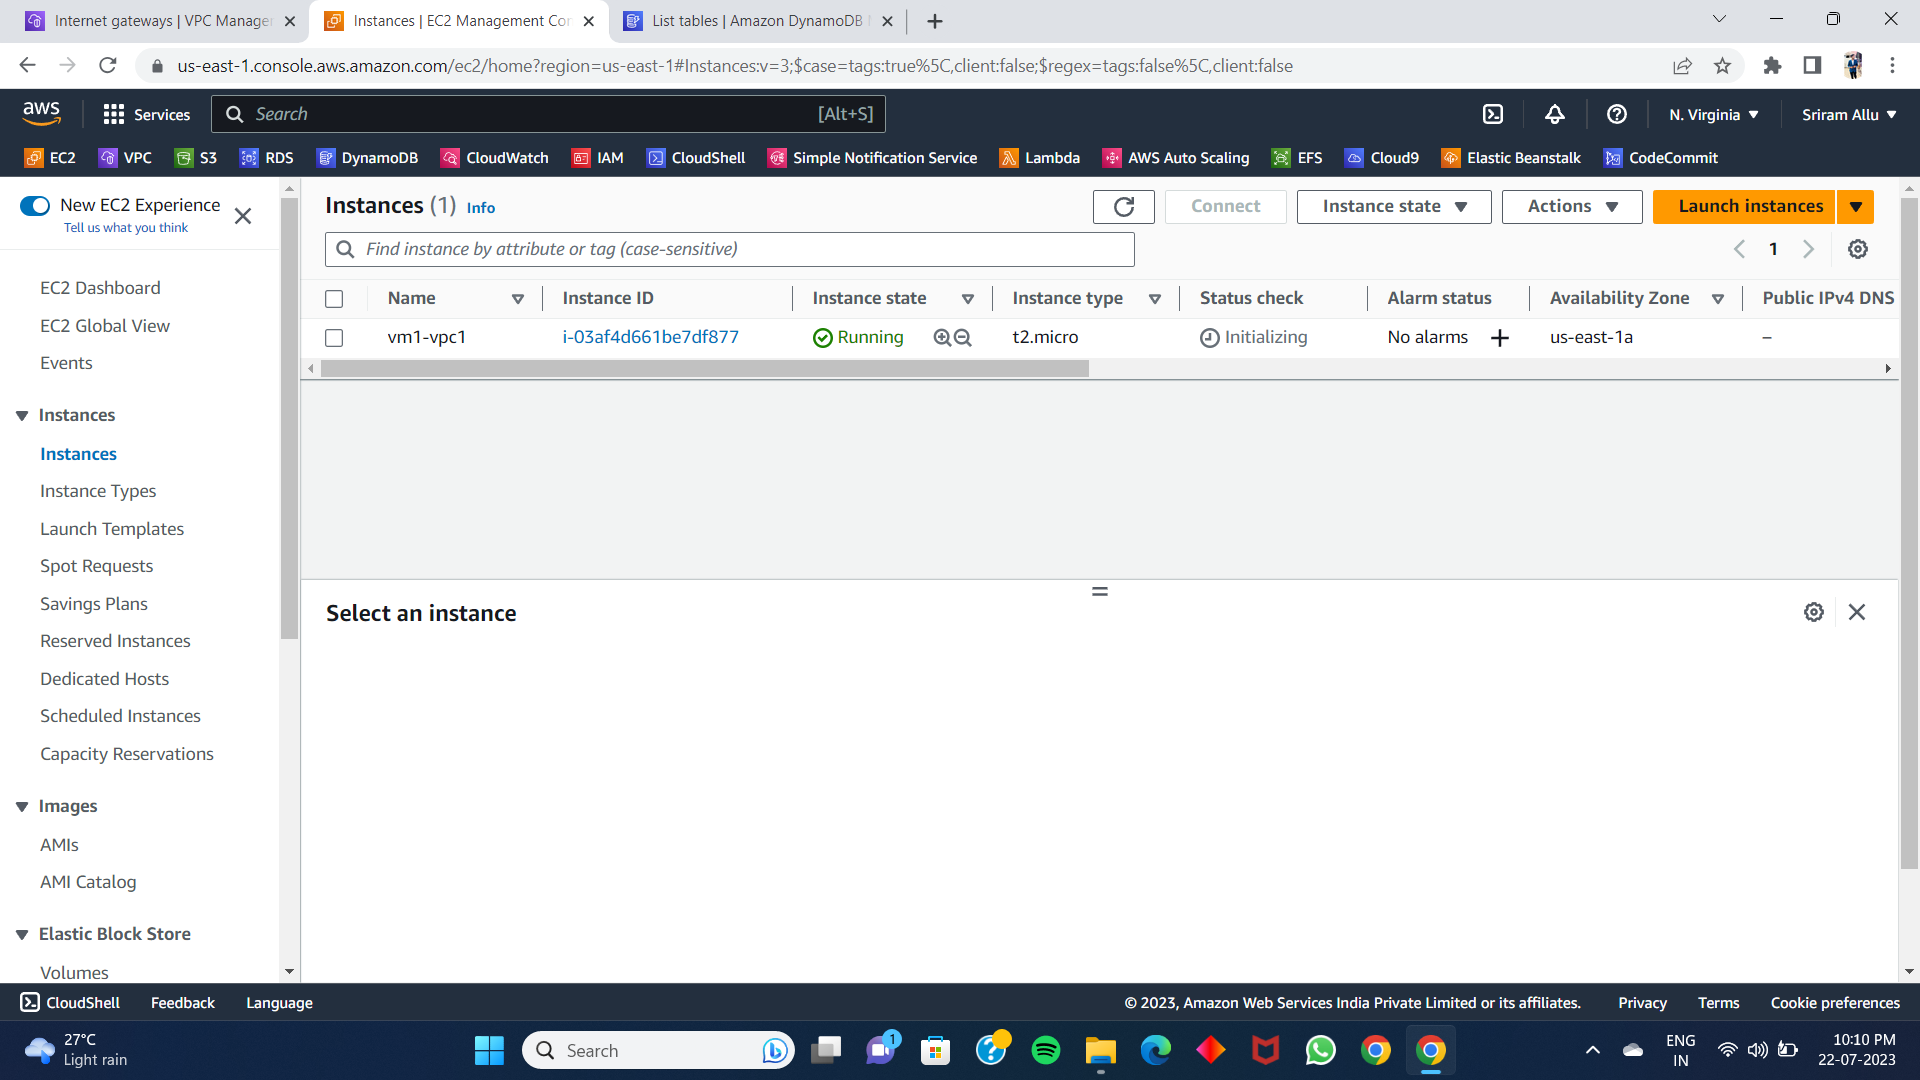 Internet gateways | VPC Manager
Instances | EC2 Management Con
List tables | Amazon DynamoDB
us-east-1.console.aws.amazon.com/ec2/home?region=us-east-1#Instances:v=3;$case=tags:true%5C,client:false;$regex=tags:false%5C,client:false
aws
Services
Search
[Alt+S]
N. Virginia
Sriram Allu
EC2
VPC
S3
RDS
DynamoDB
CloudWatch
IAM
CloudShell
Simple Notification Service
Lambda
AWS Auto Scaling
EFS
Cloud9
Elastic Beanstalk
CodeCommit
New EC2 Experience
Tell us what you think
EC2 Dashboard
EC2 Global View
Events
Instances
Instances
Instance Types
Launch Templates
Spot Requests
Savings Plans
Reserved Instances
Dedicated Hosts
Scheduled Instances
Capacity Reservations
Images
AMIs
AMI Catalog
Elastic Block Store
Volumes
Instances (1) Info
Connect
Instance state
Actions
Launch instances
Find instance by attribute or tag (case-sensitive)
1
Name Instance ID Instance state Instance type Status check Alarm status Availability Zone Public IPv4 DNS
vm1-vpc1 i-03af4d661be7df877 Running t2.micro Initializing No alarms + us-east-1a –
Select an instance
CloudShell
Feedback
Language
© 2023, Amazon Web Services India Private Limited or its affiliates.
Privacy
Terms
Cookie preferences
27°C
Light rain
Search
1
ENG
IN
10:10 PM
22-07-2023